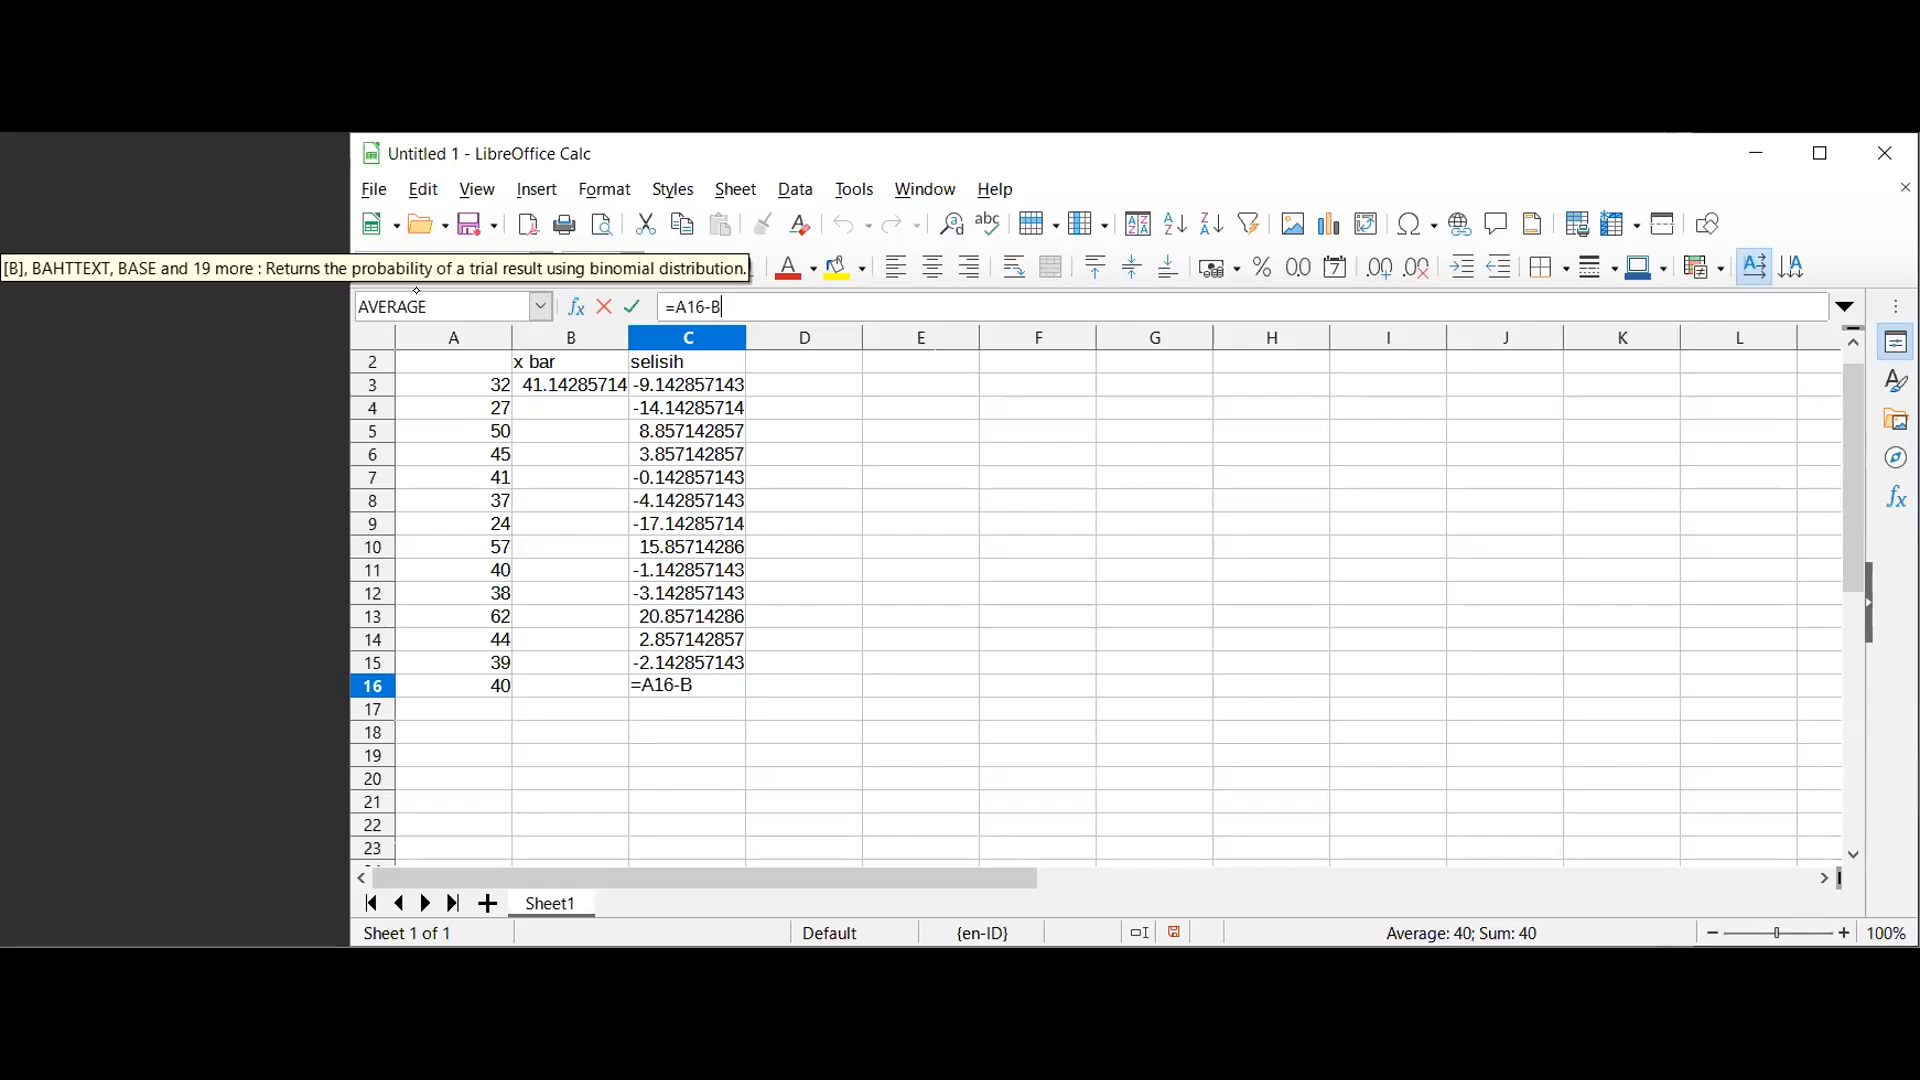 Untitled 1 - LibreOffice Calc
File Edit View Insert Format Styles Sheet Data Tools Window Help
[B], BAHTTEXT, BASE and 19 more : Returns the probability of a trial result using binomial distribution.
AVERAGE =A16-B
A B C D E F G H I J K L
2 x bar selisih
3 32 41.14285714 -9.142857143
4 27 -14.14285714
5 50 8.857142857
6 45 3.857142857
7 41 -0.142857143
8 37 -4.142857143
9 24 -17.14285714
10 57 15.85714286
11 40 -1.142857143
12 38 -3.142857143
13 62 20.85714286
14 44 2.857142857
15 39 -2.142857143
16 40 =A16-B
17
18
19
20
21
22
23
Sheet1
Sheet 1 of 1 Default {en-ID} Average: 40; Sum: 40 100%